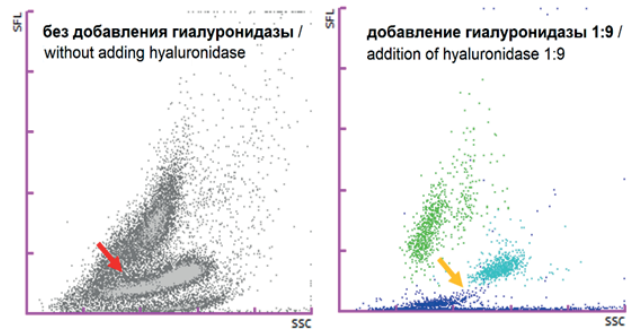 SFL
без добавления гиалуронидазы /
without adding hyaluronidase
SSC
SFL
добавление гиалуронидазы 1:9 /
addition of hyaluronidase 1:9
SSC